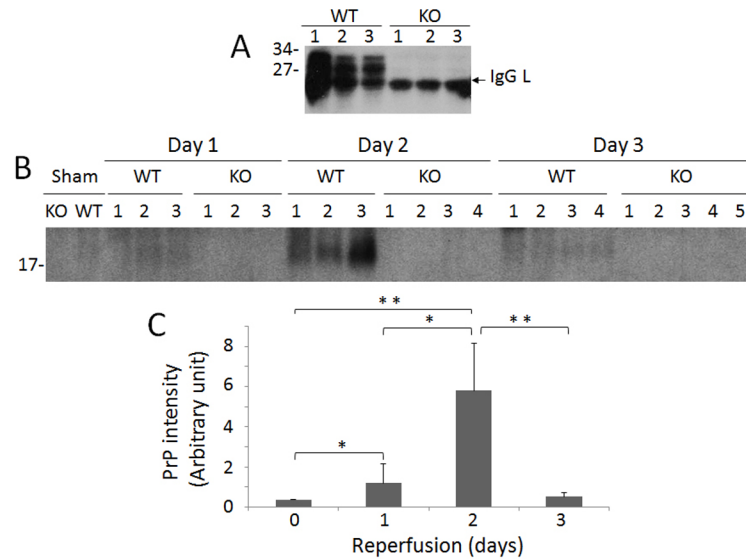 WT KO
A 1 2 3 1 2 3
34-
27-
IgG L
Day 1 Day 2 Day 3
B Sham WT KO WT KO WT KO
KO WT 1 2 3 1 2 3 1 2 3 1 2 3 4 1 2 3 4 1 2 3 4 5
17-
C
** 
* **
*
PrP intensity
(Arbitrary unit)
8
6
4
2
0
0 1 2 3
Reperfusion (days)